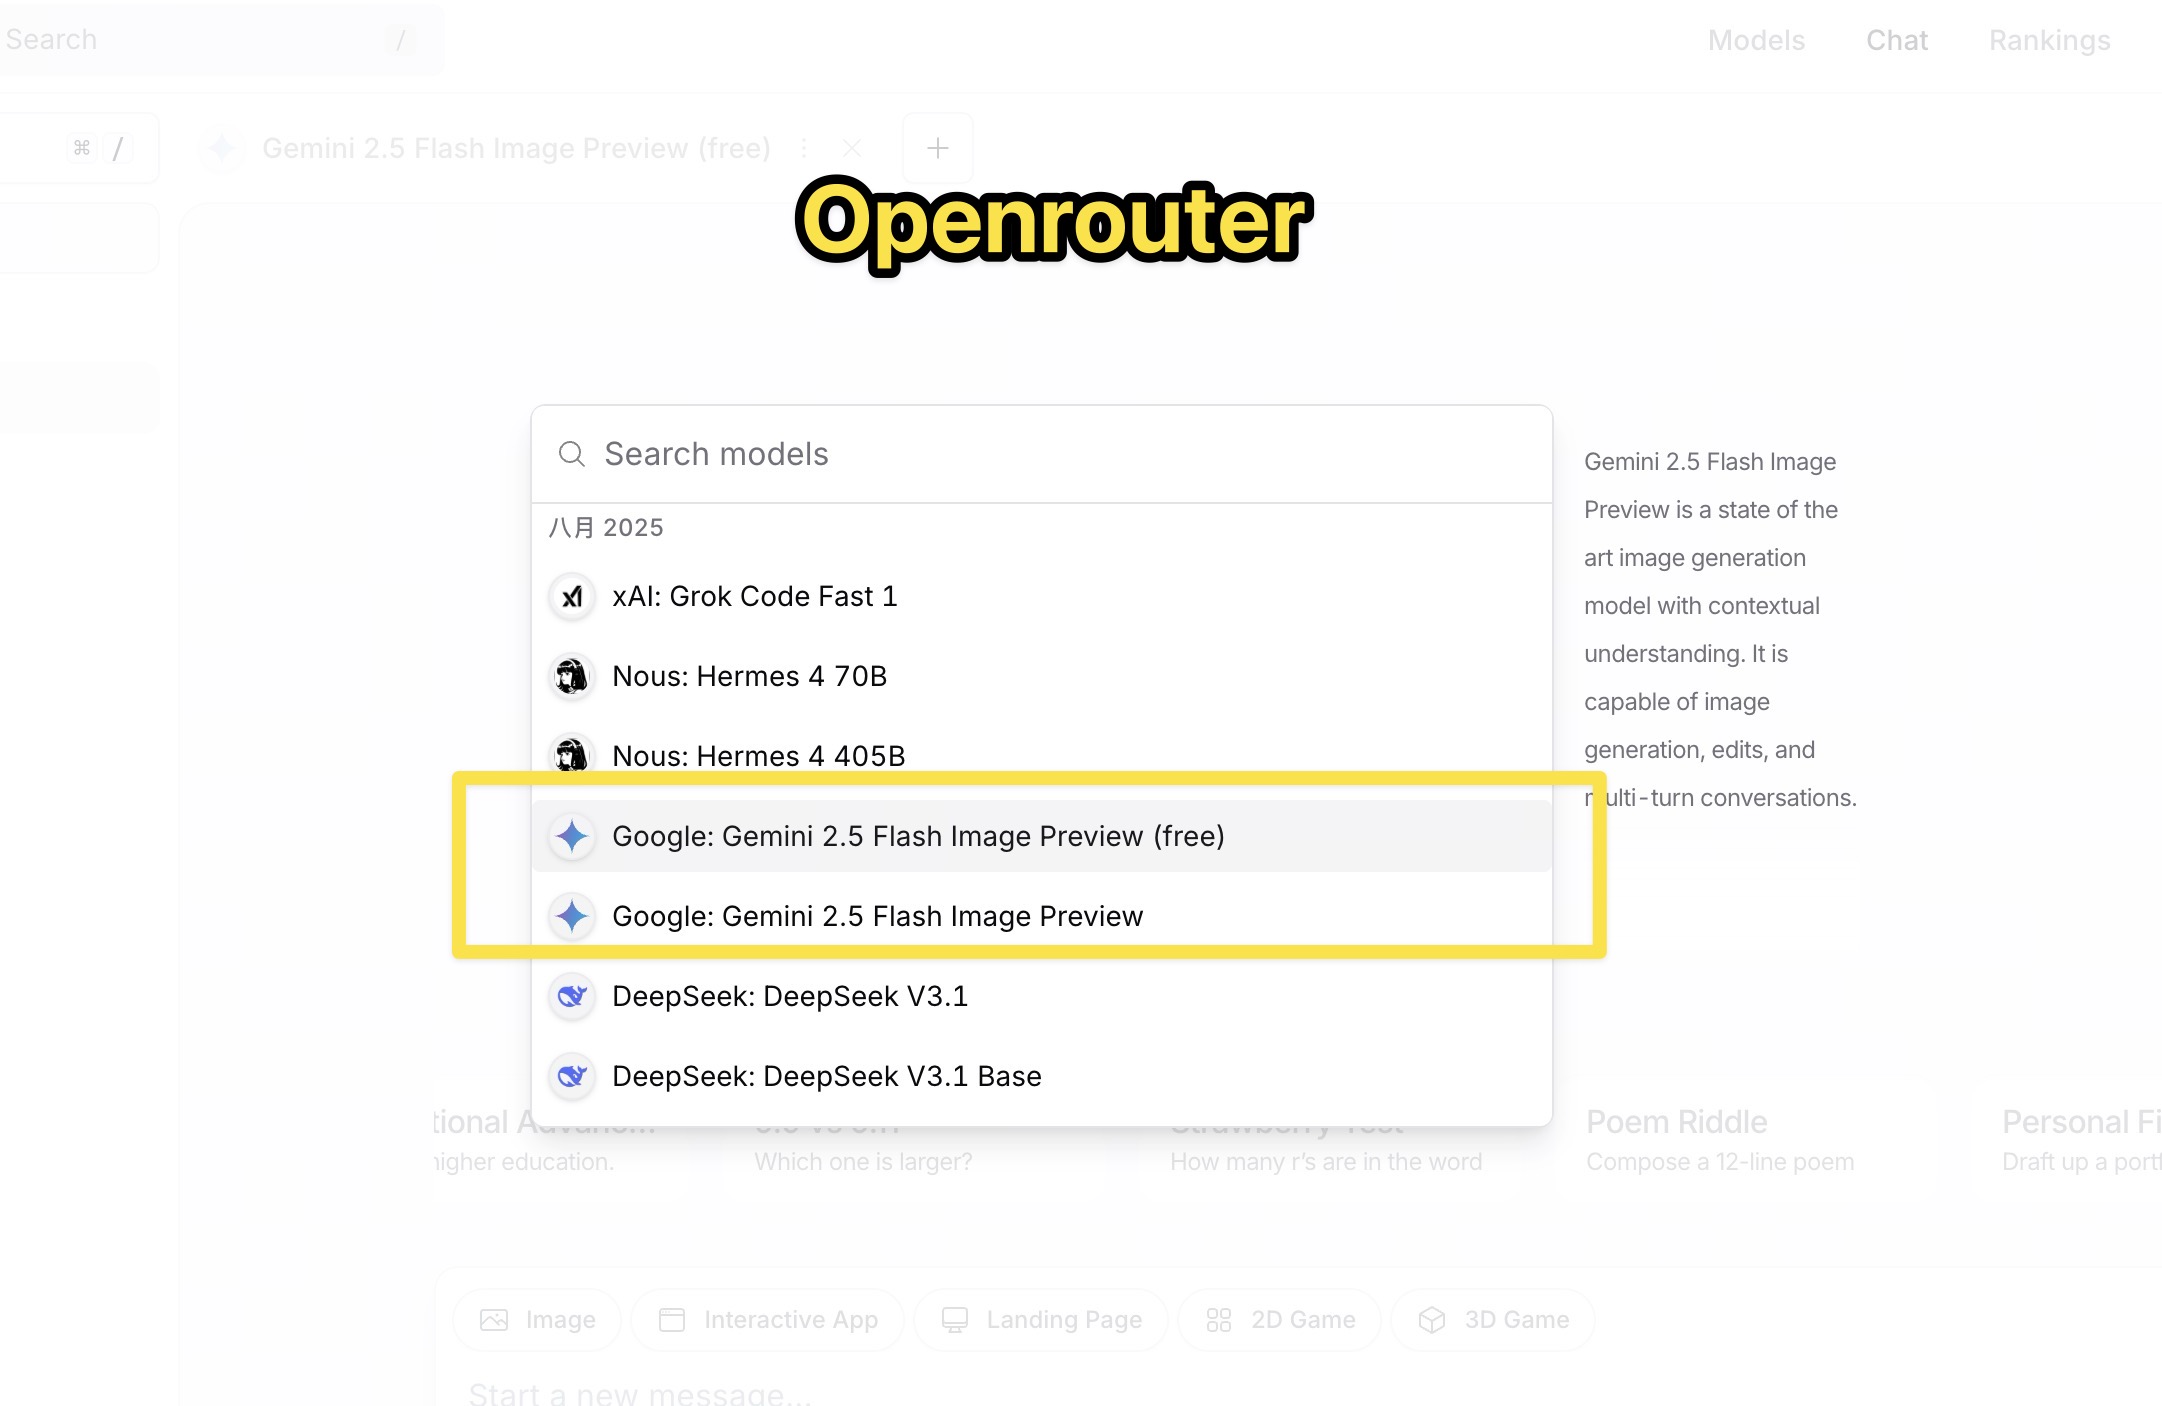 Search /
Models Chat Rankings
⌘ /
Gemini 2.5 Flash Image Preview (free)
Openrouter
Search models
八月 2025
xAI: Grok Code Fast 1
Nous: Hermes 4 70B
Nous: Hermes 4 405B
Google: Gemini 2.5 Flash Image Preview (free)
Google: Gemini 2.5 Flash Image Preview
DeepSeek: DeepSeek V3.1
DeepSeek: DeepSeek V3.1 Base
Gemini 2.5 Flash Image
Preview is a state of the
art image generation
model with contextual
understanding. It is
capable of image
generation, edits, and
multi-turn conversations.
higher education.
Which one is larger?
Strawberry Test
How many r's are in the word
Poem Riddle
Compose a 12-line poem
Personal Fi
Draft up a portf
Image
Interactive App
Landing Page
2D Game
3D Game
Start a new message...